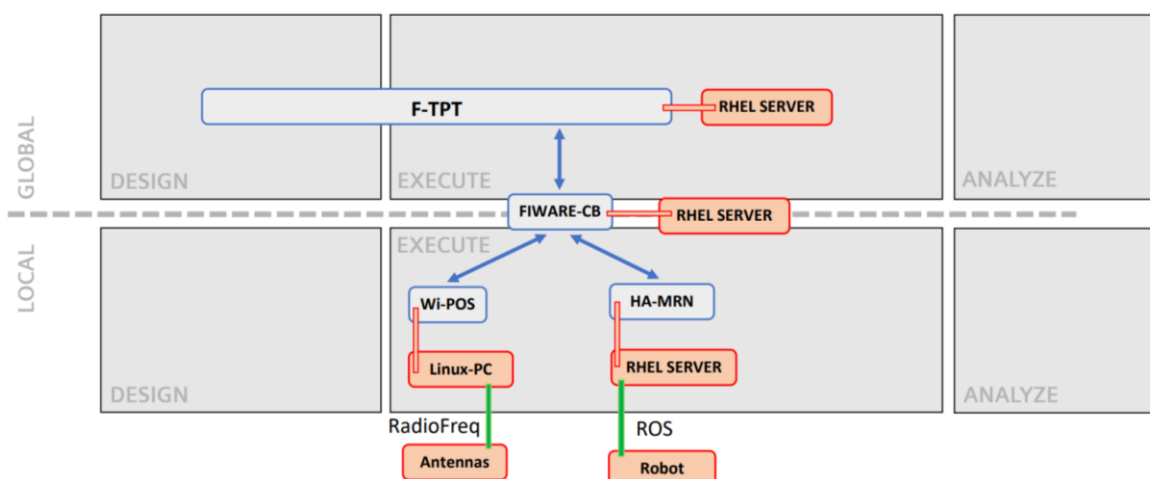 F-TPT
RHEL SERVER
GLOBAL
DESIGN
EXECUTE
ANALYZE
FIWARE-CB
RHEL SERVER
LOCAL
EXECUTE
Wi-POS
HA-MRN
Linux-PC
RHEL SERVER
DESIGN
ANALYZE
RadioFreq
ROS
Antennas
Robot